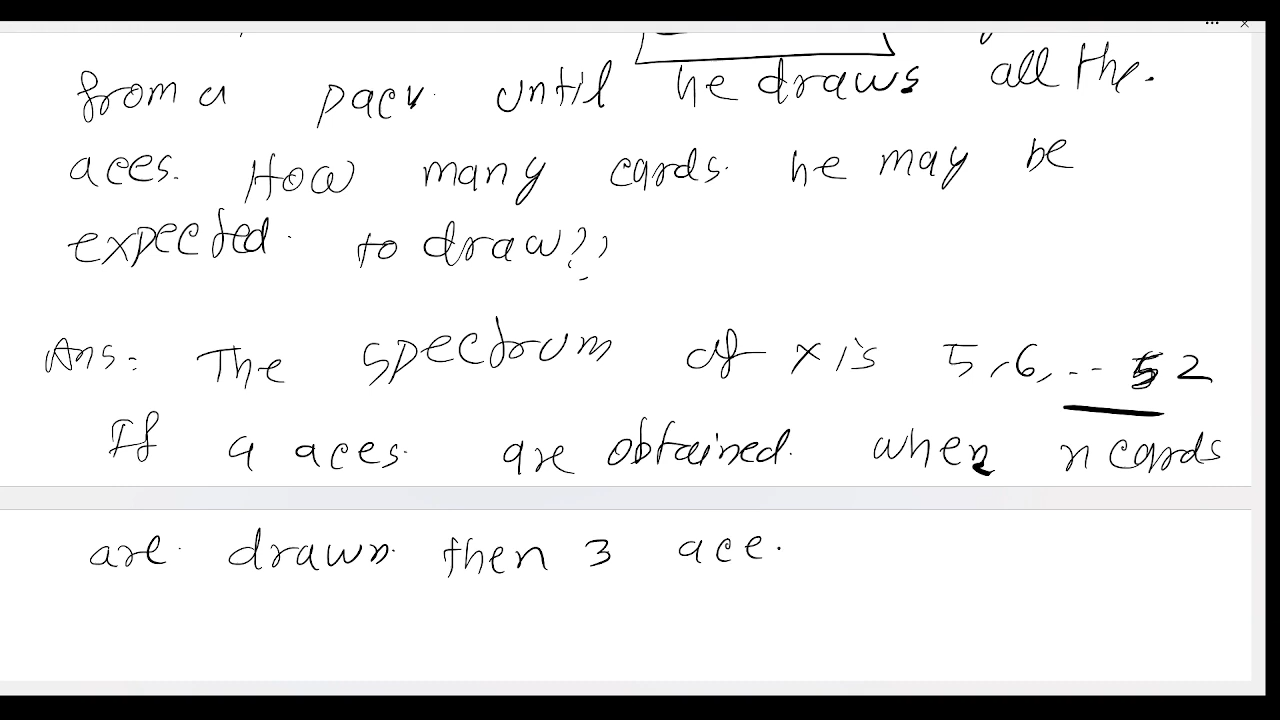 from a pack until he draws all the.
aces. How many cards. he may be
expected. to draw??
Ans: The spectrum of x is 5,6,... 52
If 4 aces. are obtained. when n cards
are. drawn. then 3 ace.